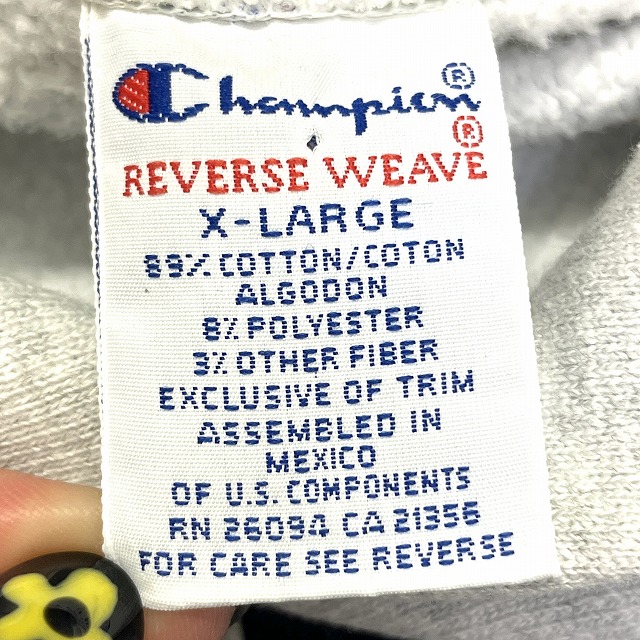 Champion®
REVERSE WEAVE®
X-LARGE
89% COTTON/COTON
ALGODON
8% POLYESTER
3% OTHER FIBER
EXCLUSIVE OF TRIM
ASSEMBLED IN
MEXICO
OF U.S. COMPONENTS
RN 26094 CA 21356
FOR CARE SEE REVERSE